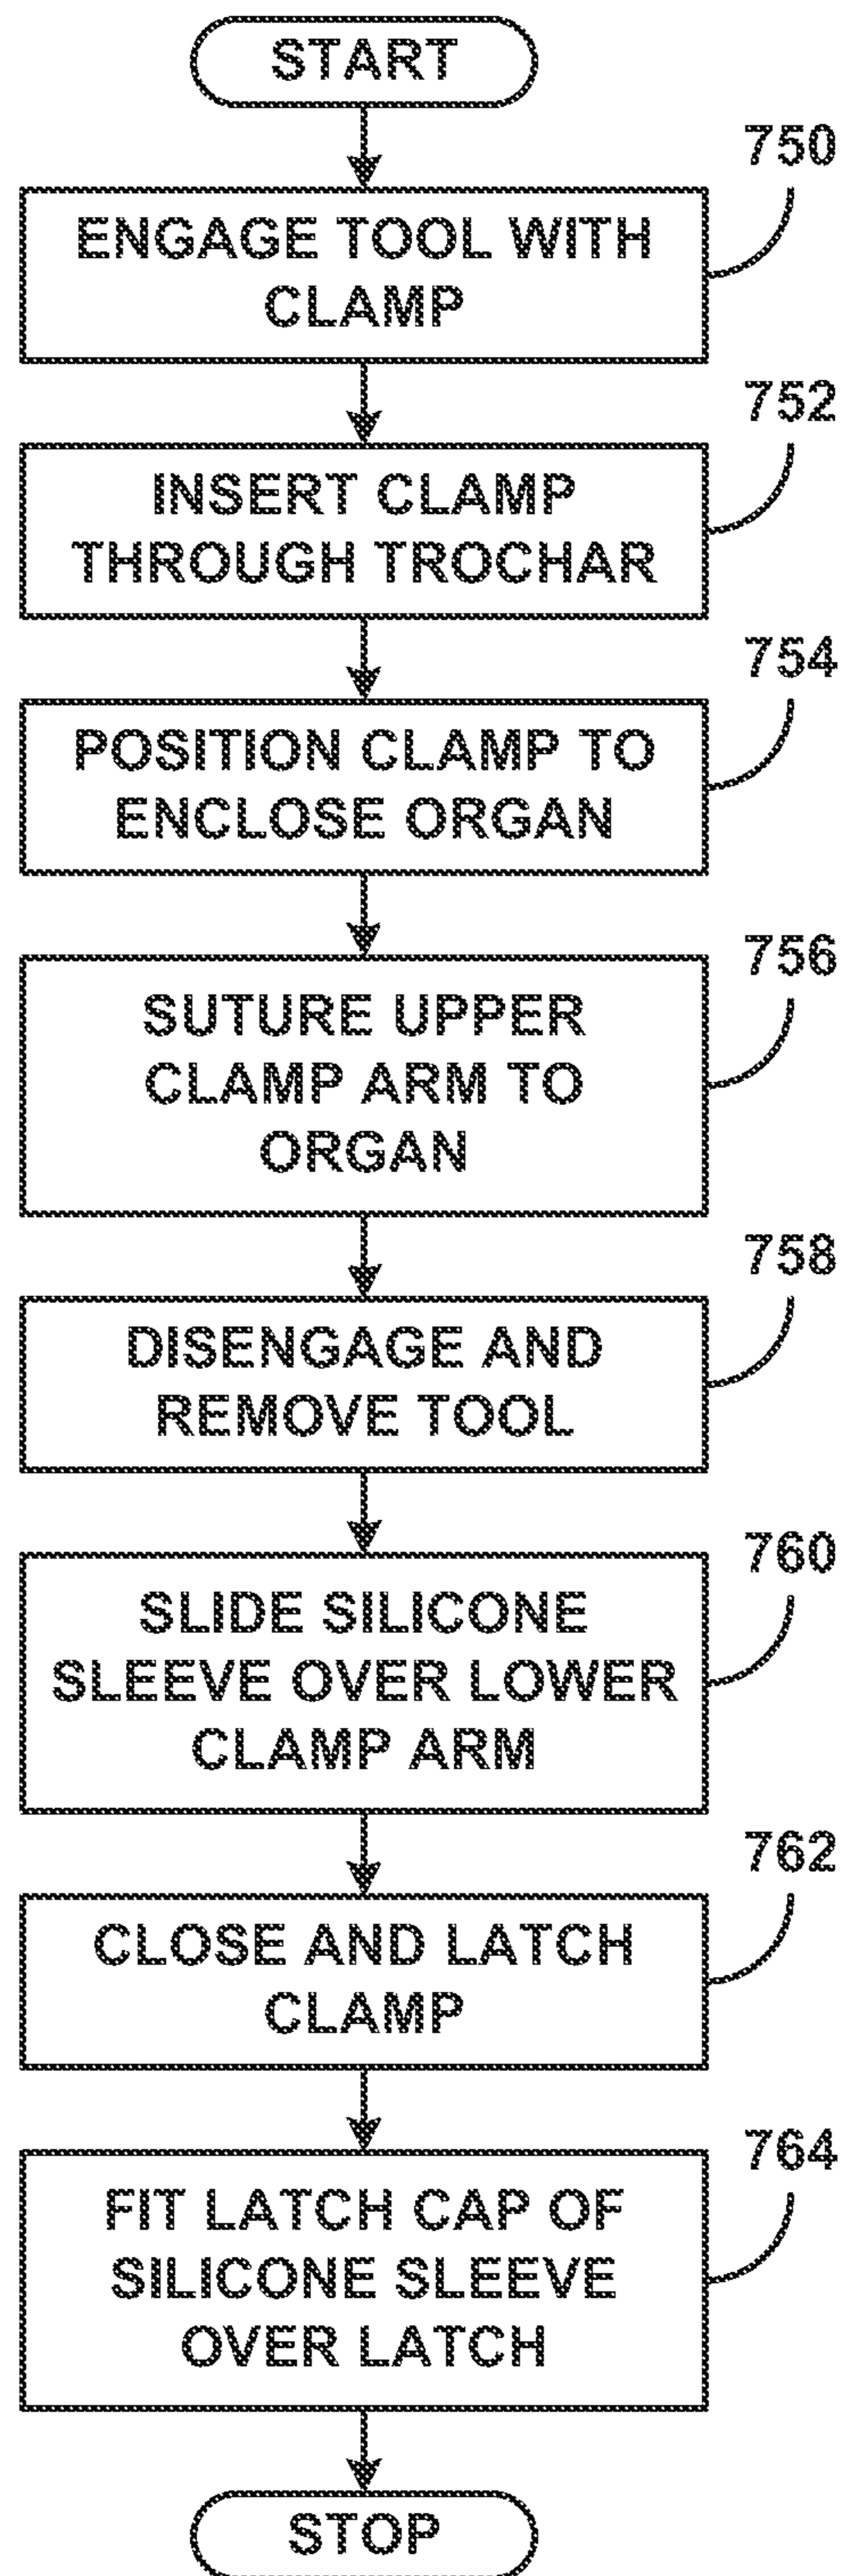 START
750
ENGAGE TOOL WITH
CLAMP
752
INSERT CLAMP
THROUGH TROCHAR
754
POSITION CLAMP TO
ENCLOSE ORGAN
756
SUTURE UPPER
CLAMP ARM TO
ORGAN
758
DISENGAGE AND
REMOVE TOOL
760
SLIDE SILICONE
SLEEVE OVER LOWER
CLAMP ARM
762
CLOSE AND LATCH
CLAMP
764
FIT LATCH CAP OF
SILICONE SLEEVE
OVER LATCH
STOP